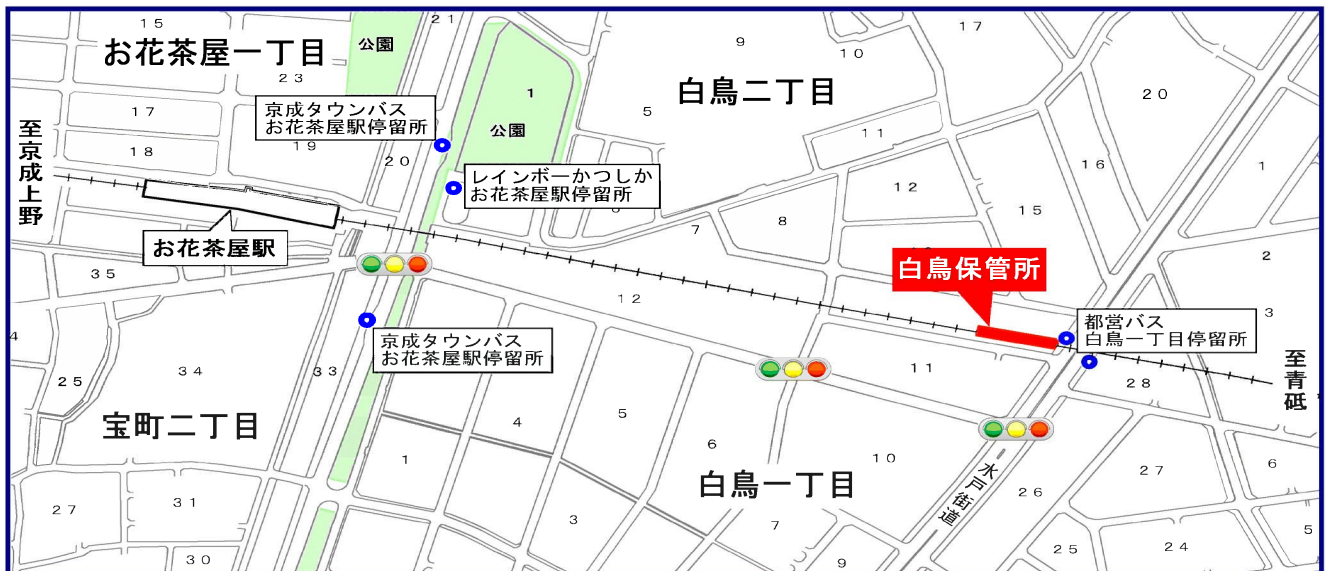 15
お花茶屋一丁目
公園
21
23
17
18
19
20
京成タウンバス
お花茶屋駅停留所
1
公園
5
9
10
白鳥二丁目
17
20
11
16
1
12
15
至京成上野
レインボーかつしか
お花茶屋駅停留所
7
8
お花茶屋駅
白鳥保管所
2
35
12
3
都営バス
白鳥一丁目停留所
京成タウンバス
お花茶屋駅停留所
4
34
33
25
11
28
至青砥
宝町二丁目
4
5
6
1
10
白鳥一丁目
水戸街道
26
27
6
27
31
3
7
5
30
9
25
24